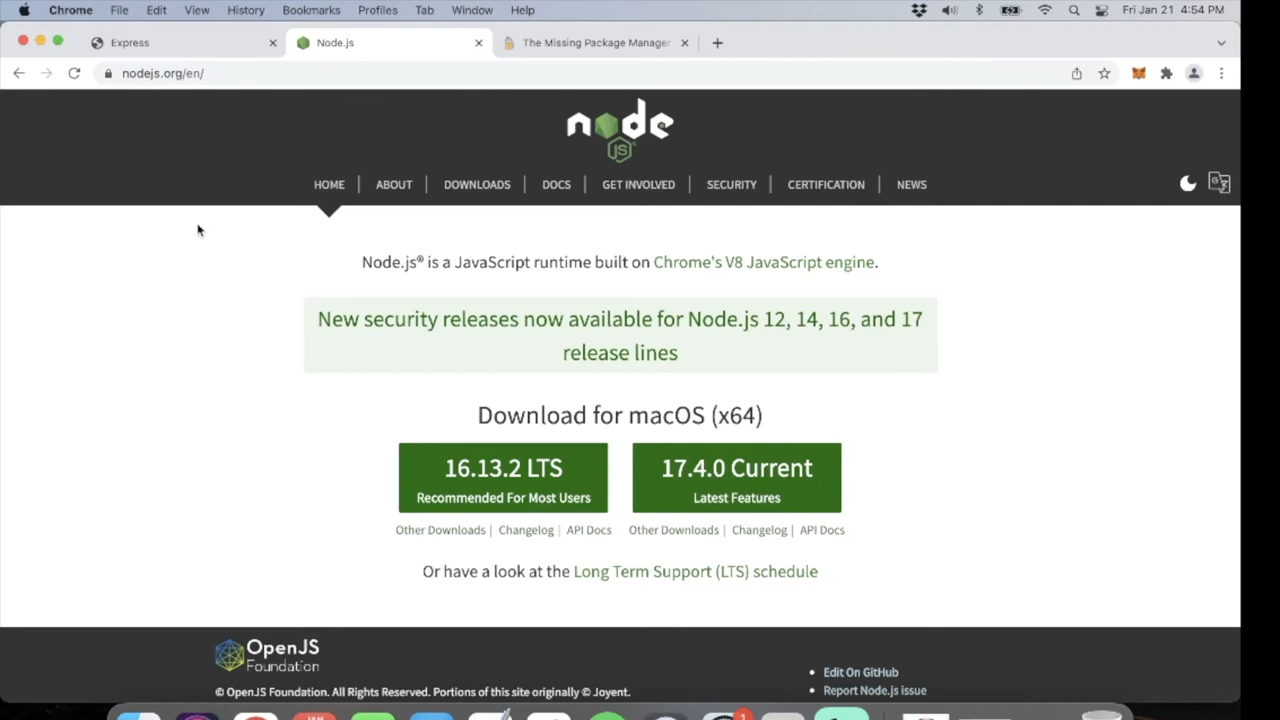 Chrome File Edit View History Bookmarks Profiles Tab Window Help Fri Jan 21 4:54 PM
Express Node.js The Missing Package Manager
nodejs.org/en/
node
JS
HOME ABOUT DOWNLOADS DOCS GET INVOLVED SECURITY CERTIFICATION NEWS
Node.js® is a JavaScript runtime built on Chrome's V8 JavaScript engine.
New security releases now available for Node.js 12, 14, 16, and 17
release lines
Download for macOS (x64)
16.13.2 LTS 17.4.0 Current
Recommended For Most Users Latest Features
Other Downloads | Changelog | API Docs Other Downloads | Changelog | API Docs
Or have a look at the Long Term Support (LTS) schedule
OpenJS
Foundation
• Edit On GitHub
© OpenJS Foundation. All Rights Reserved. Portions of this site originally © Joyent.
• Report Node.js issue
JAN 1